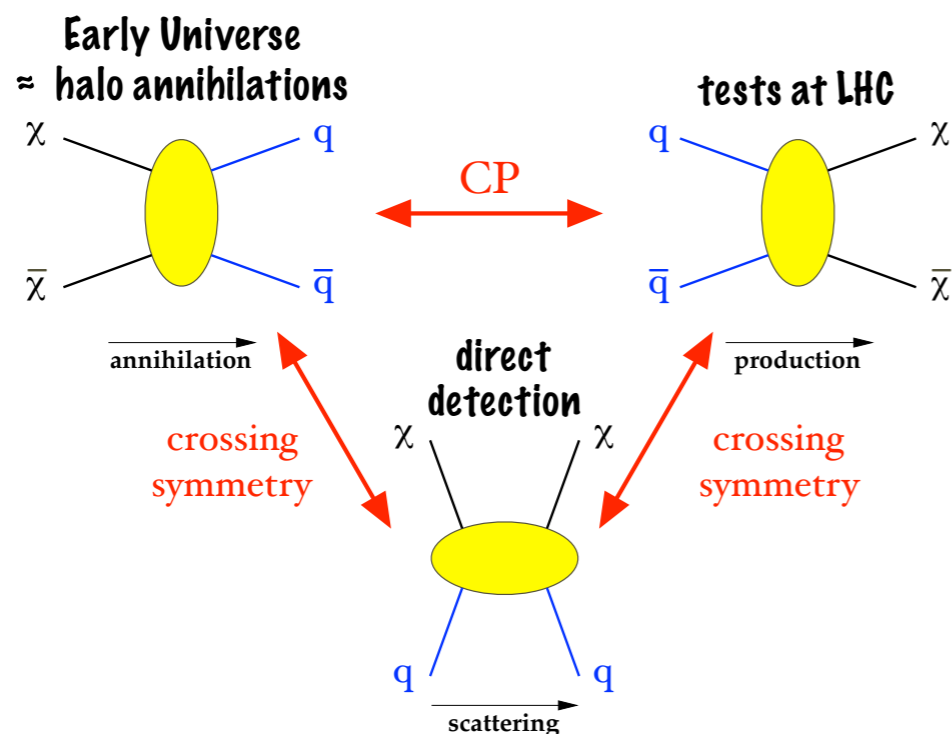 Early Universe
≈ halo annihilations
tests at LHC
χ
q
q
χ
CP
χ̅
q̅
q̅
χ̅
annihilation
direct
detection
production
crossing
symmetry
χ
χ
crossing
symmetry
q
q
scattering